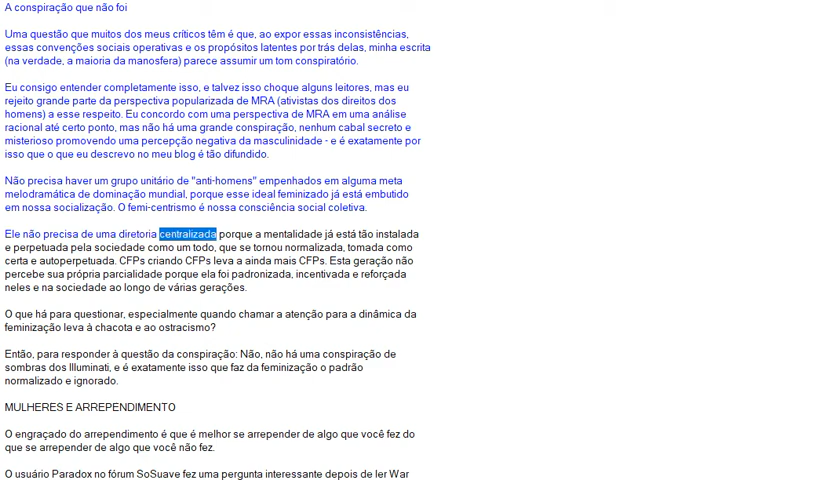 A conspiração que não foi
Uma questão que muitos dos meus críticos têm é que, ao expor essas inconsistências,
essas convenções sociais operativas e os propósitos latentes por trás delas, minha escrita
(na verdade, a maioria da manosfera) parece assumir um tom conspiratório.
Eu consigo entender completamente isso, e talvez isso choque alguns leitores, mas eu
rejeito grande parte da perspectiva popularizada de MRA (ativistas dos direitos dos
homens) a esse respeito. Eu concordo com uma perspectiva de MRA em uma análise
racional até certo ponto, mas não há uma grande conspiração, nenhum cabal secreto e
misterioso promovendo uma percepção negativa da masculinidade - e é exatamente por
isso que o que eu descrevo no meu blog é tão difundido.
Não precisa haver um grupo unitário de "anti-homens" empenhados em alguma meta
melodramática de dominação mundial, porque esse ideal feminizado já está embutido
em nossa socialização. O femi-centrismo é nossa consciência social coletiva.
Ele não precisa de uma diretoria centralizada porque a mentalidade já está tão instalada
e perpetuada pela sociedade como um todo, que se tornou normalizada, tomada como
certa e autoperpetuada. CFPs criando CFPs leva a ainda mais CFPs. Esta geração não
percebe sua própria parcialidade porque ela foi padronizada, incentivada e reforçada
neles e na sociedade ao longo de várias gerações.
O que há para questionar, especialmente quando chamar a atenção para a dinâmica da
feminização leva à chacota e ao ostracismo?
Então, para responder à questão da conspiração: Não, não há uma conspiração de
sombras dos Illuminati, e é exatamente isso que faz da feminização o padrão
normalizado e ignorado.
MULHERES E ARREPENDIMENTO
O engraçado do arrependimento é que é melhor se arrepender de algo que você fez do
que se arrepender de algo que você não fez.
O usuário Paradox no fórum SoSuave fez uma pergunta interessante depois de ler War